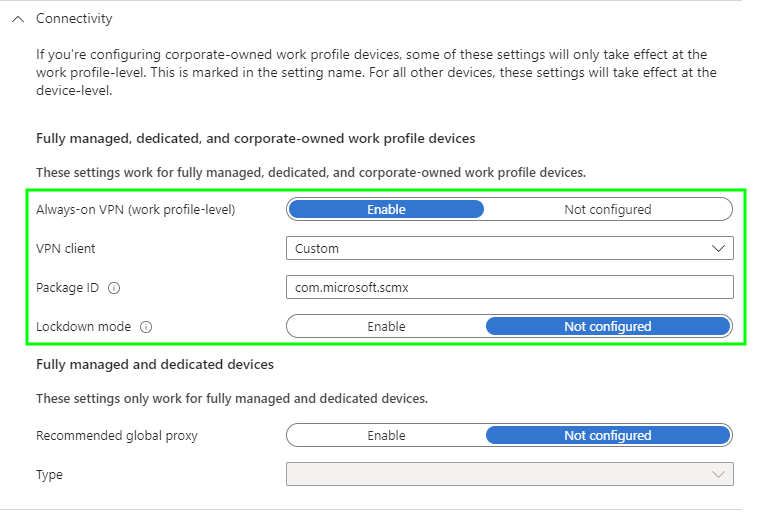 Connectivity
If you're configuring corporate-owned work profile devices, some of these settings will only take effect at the
work profile-level. This is marked in the setting name. For all other devices, these settings will take effect at the
device-level.
Fully managed, dedicated, and corporate-owned work profile devices
These settings work for fully managed, dedicated, and corporate-owned work profile devices.
Always-on VPN (work profile-level) Enable Not configured
VPN client Custom
Package ID com.microsoft.scmx
Lockdown mode Enable Not configured
Fully managed and dedicated devices
These settings only work for fully managed and dedicated devices.
Recommended global proxy Enable Not configured
Type